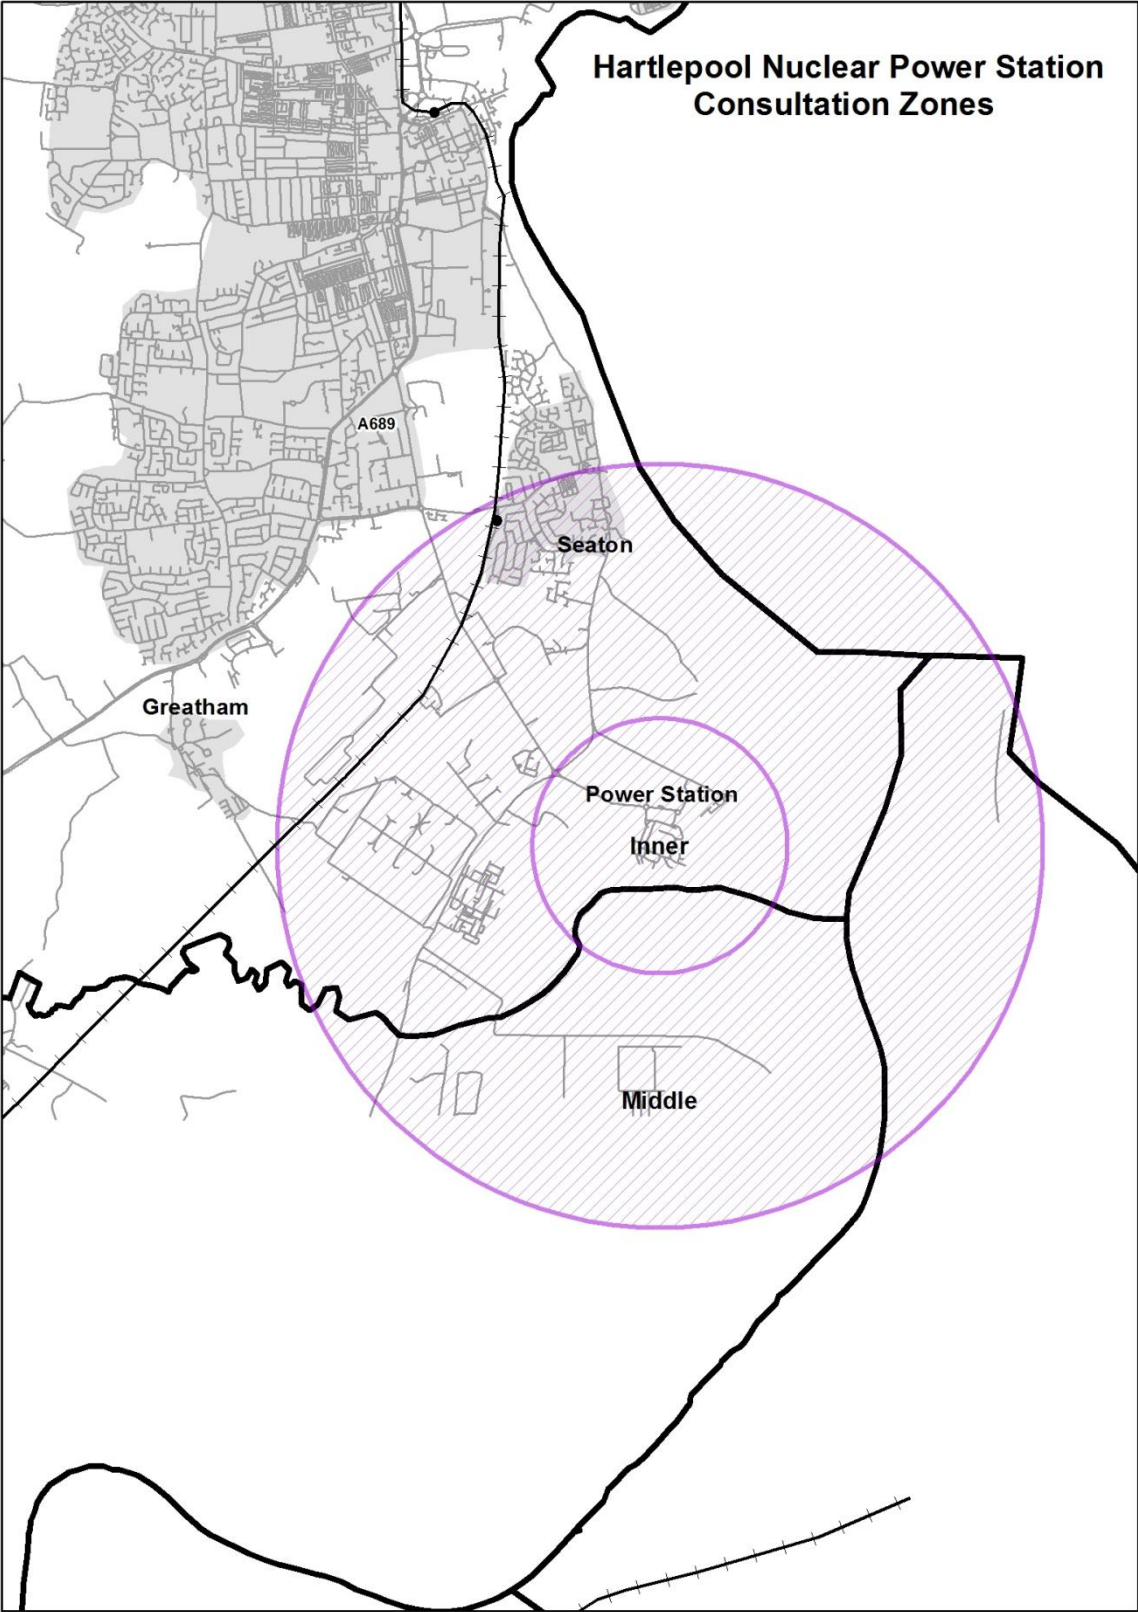 Hartlepool Nuclear Power Station
Consultation Zones
A689
Seaton
Greatham
Power Station
Inner
Middle